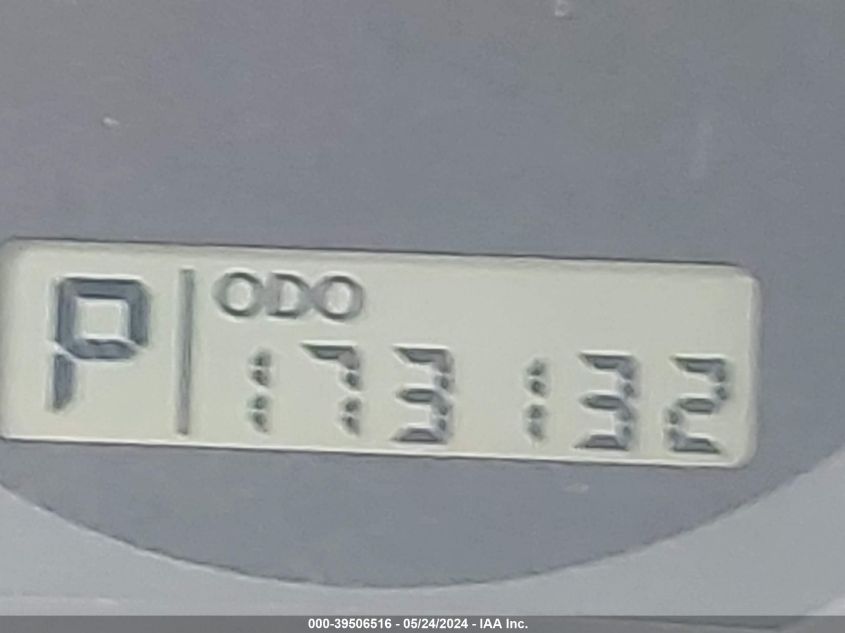 P
ODO
173132
000-39506516 - 05/24/2024 - IAA Inc.